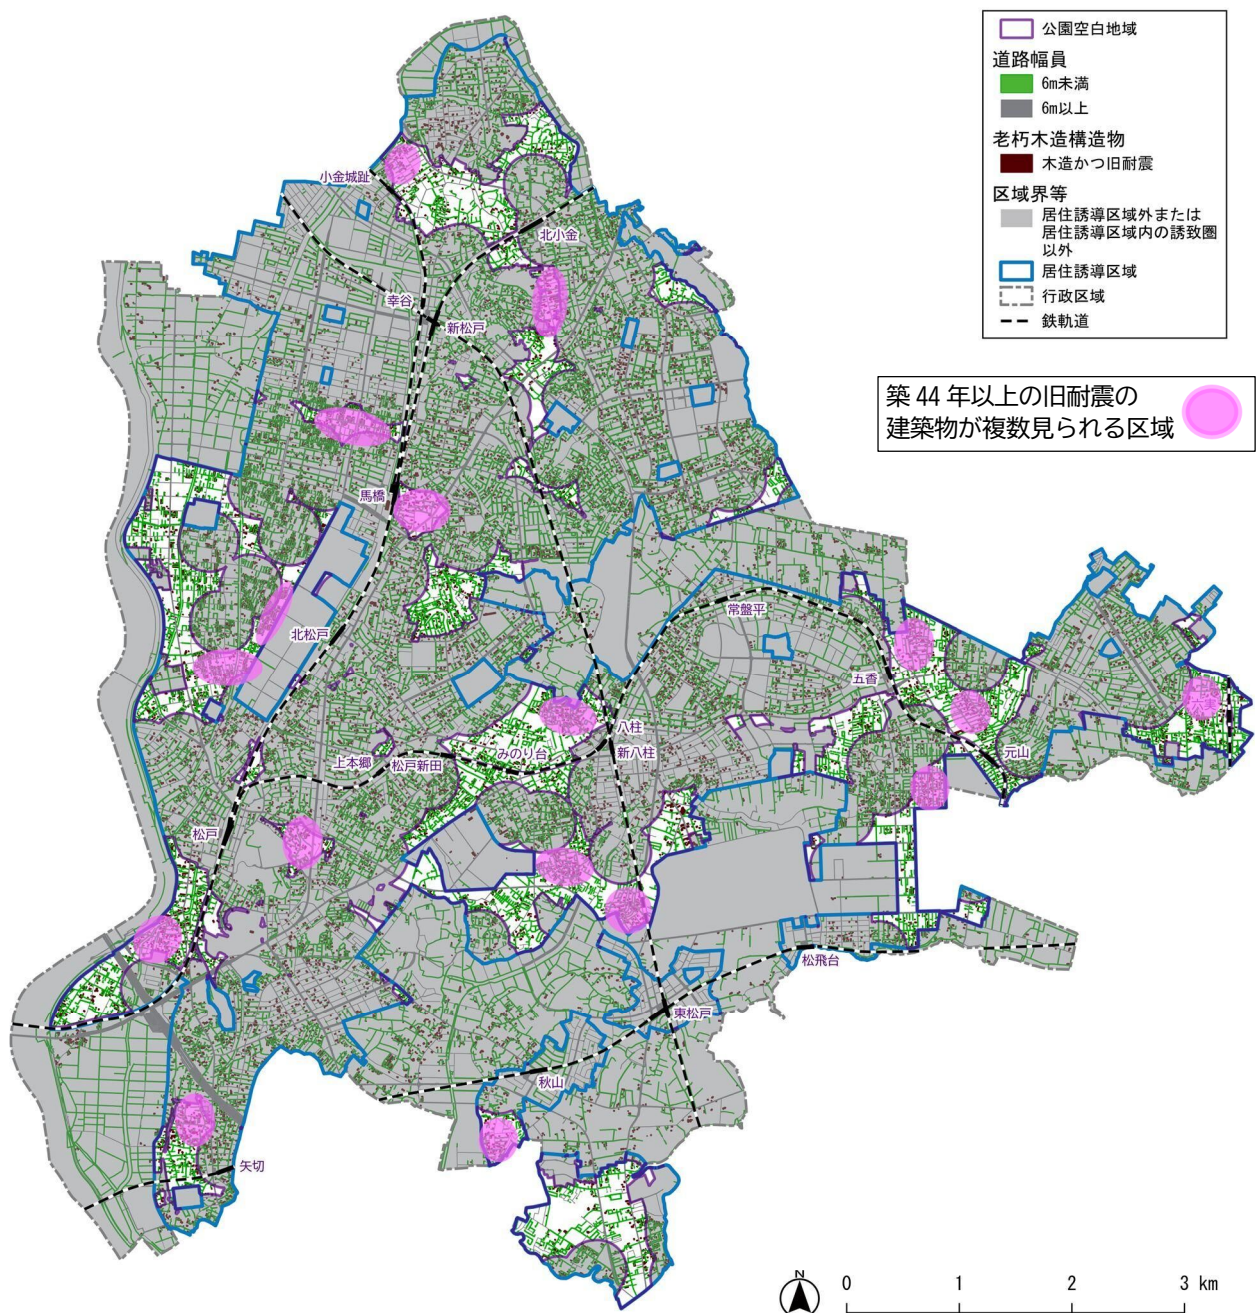 公園空白地域
道路幅員
6m未満
6m以上
老朽木造構造物
木造かつ旧耐震
区域界等
居住誘導区域外または
居住誘導区域内の誘致圏
以外
居住誘導区域
行政区域
鉄軌道
築44年以上の旧耐震の
建築物が複数見られる区域
小金城趾
北小金
幸谷
新松戸
馬橋
北松戸
常盤平
五香
八柱
みのり台
新八柱
元山
上本郷
松戸新田
松戸
松飛台
東松戸
秋山
矢切
N
0 1 2 3 km